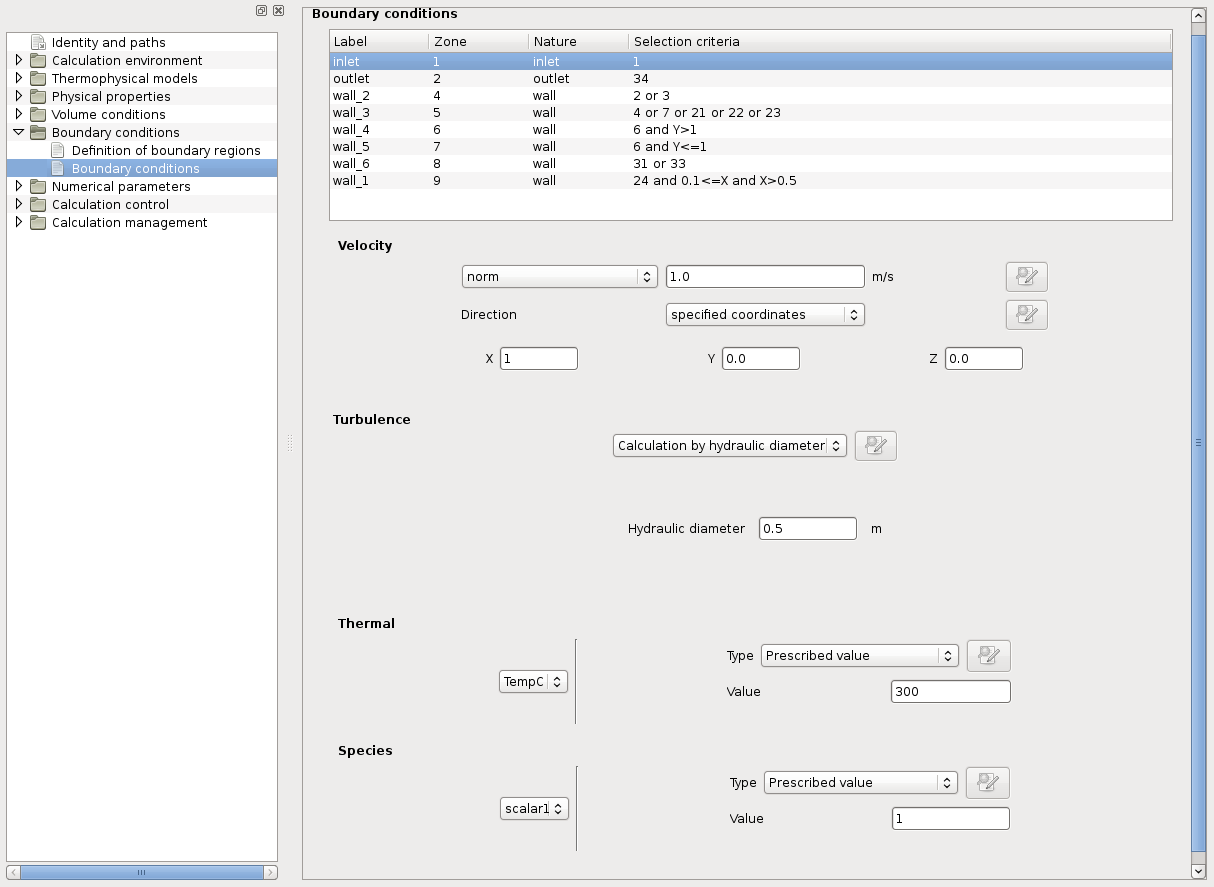 Identity and paths
Calculation environment
Thermophysical models
Physical properties
Volume conditions
Boundary conditions
Definition of boundary regions
Boundary conditions
Numerical parameters
Calculation control
Calculation management
Boundary conditions
Label Zone Nature Selection criteria
inlet 1 inlet 1
outlet 2 outlet 34
wall_2 4 wall 2 or 3
wall_3 5 wall 4 or 7 or 21 or 22 or 23
wall_4 6 wall 6 and Y>1
wall_5 7 wall 6 and Y<=1
wall_6 8 wall 31 or 33
wall_1 9 wall 24 and 0.1<=X and X>0.5
Velocity
norm 1.0 m/s
Direction specified coordinates
X 1 Y 0.0 Z 0.0
Turbulence
Calculation by hydraulic diameter
Hydraulic diameter 0.5 m
Thermal
Type Prescribed value
TempC
Value 300
Species
Type Prescribed value
scalar1
Value 1